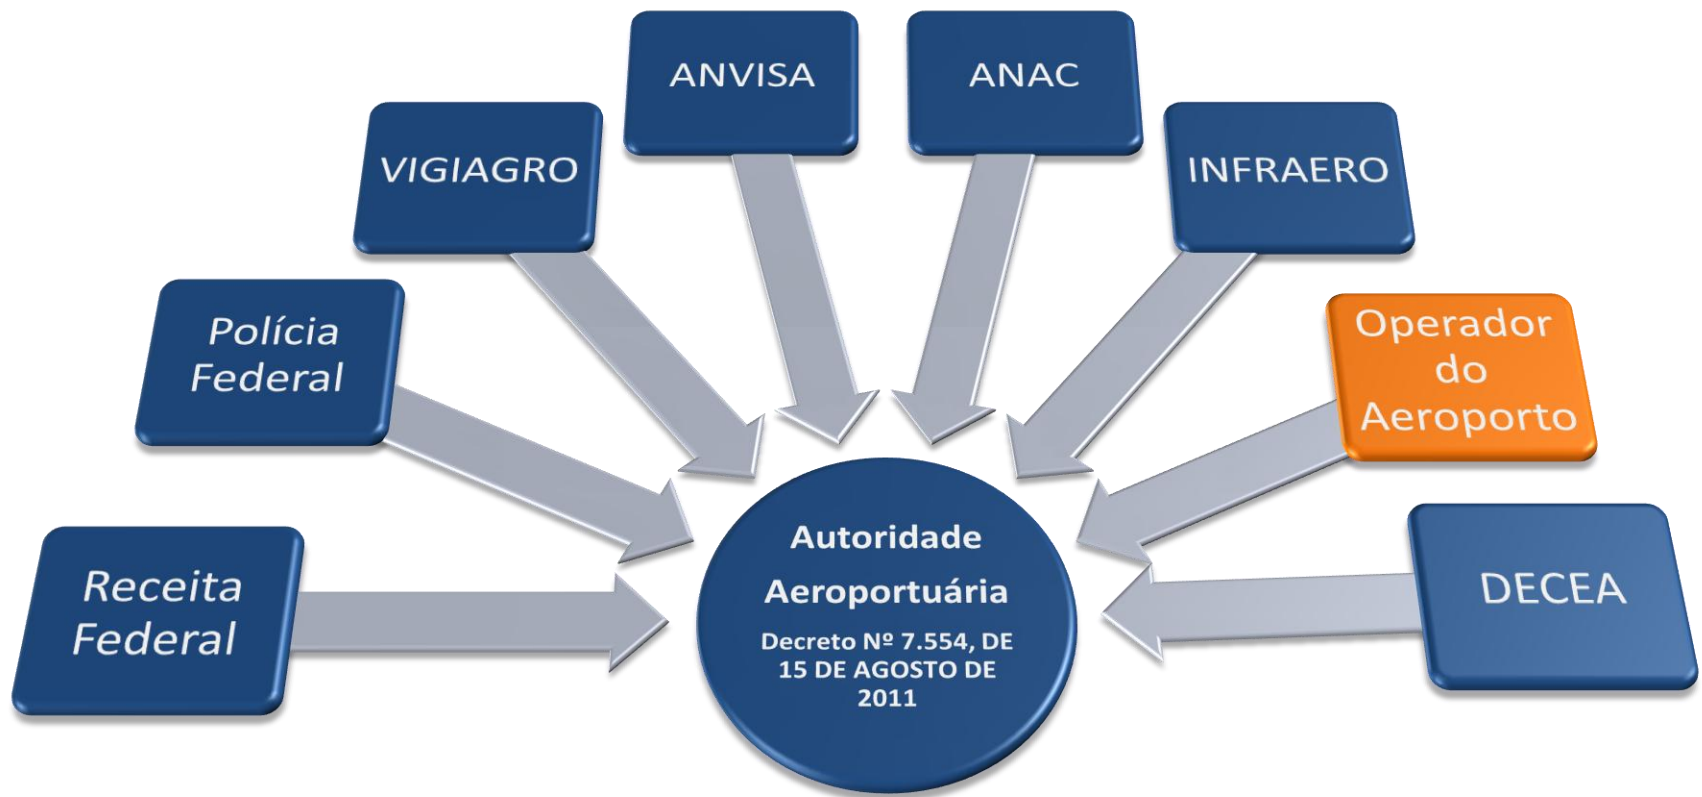 ANVISA
ANAC
VIGIAGRO
INFRAERO
Polícia
Federal
Operador
do
Aeroporto
Receita
Federal
DECEA
Autoridade
Aeroportuária
Decreto Nº 7.554, DE
15 DE AGOSTO DE
2011